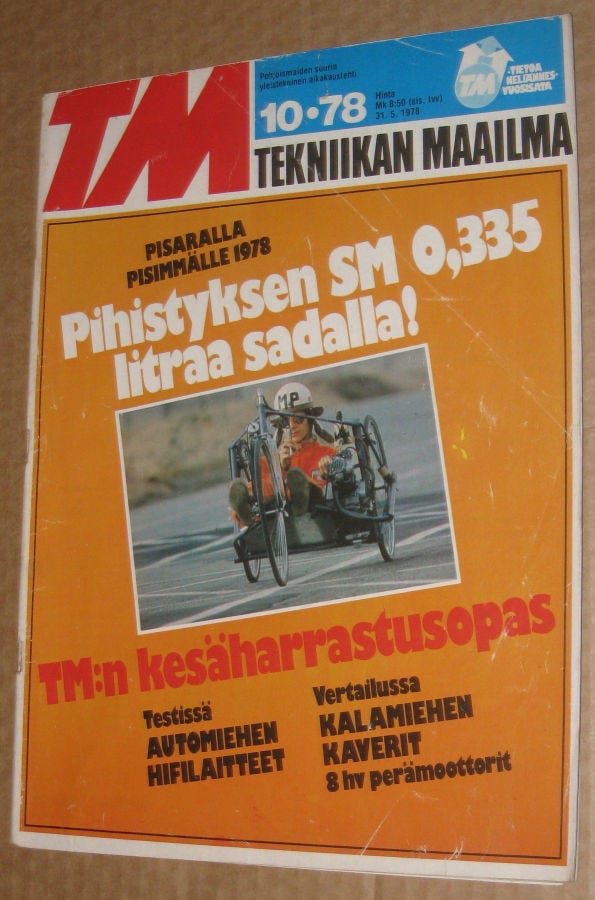 TM
Pohjoismaiden suurin
yleistekninen aikakauslehti
10•78
Hinta
Mk 8:50 (sis. lvv)
31. 5. 1978
TM
-TIETOA
NELJÄNNES-
VUOSISATA
TEKNIIKAN MAAILMA
PISARALLA
PISIMMÄLLE 1978
Pihistyksen SM 0,335
litraa sadalla!
M.P
TM:n kesäharrastusopas
Testissä
AUTOMIEHEN
HIFILAITTEET
Vertailussa
KALAMIEHEN
KAVERIT
8 hv perämoottorit